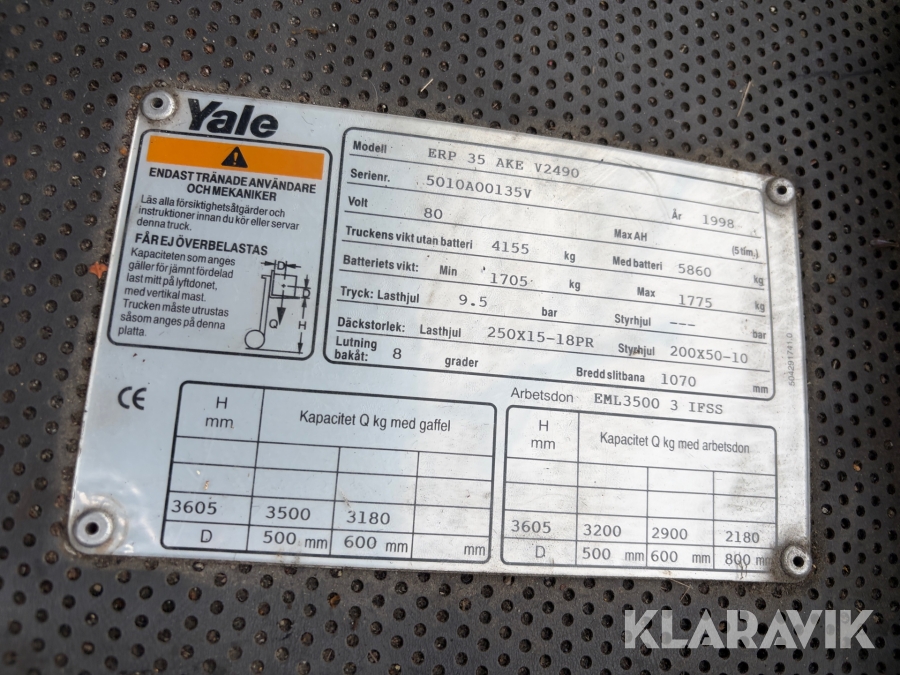 Yale
ENDAST TRÄNADE ANVÄNDARE
OCH MEKANIKER
Läs alla försiktighetsåtgärder och
instruktioner innan du kör eller servar
denna truck.
FÅR EJ ÖVERBELASTAS
Kapaciteten som anges
gäller för jämnt fördelad
last mitt på lyftdonet,
med vertikal mast.
Trucken måste utrustas
såsom anges på denna
platta.
D
D
H
Q
Modell ERP 35 AKE V2490
Serienr. 5010A00135V År 1998
Volt 80 Max AH (5 tim.)
Truckens vikt utan batteri 4155 kg Med batteri 5860 kg
Batteriets vikt: Min 1705 kg Max 1775 kg
Tryck: Lasthjul 9.5 bar Styrhjul --- bar
Däckstorlek: Lasthjul 250X15-18PR Styrhjul 200X50-10
Lutning
bakåt: 8 grader Bredd slitbana 1070 mm
504291741.0
CE
H
mm
Kapacitet Q kg med gaffel
3605 3500 3180
D 500 mm 600 mm mm
Arbetsdon EML3500 3 IFSS
H
mm
Kapacitet Q kg med arbetsdon
3605 3200 2900 2180
D 500 mm 600 mm 800 mm
KLARAVIK